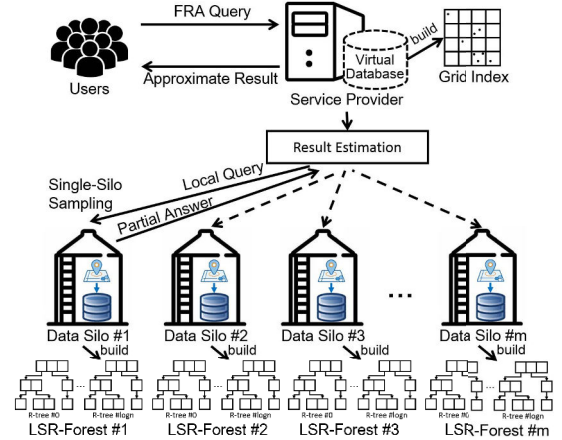 FRA Query
Approximate Result
Users
Virtual
Database
build
Grid Index
Service Provider
Result Estimation
Single-Silo
Sampling
Local Query
Partial Answer
...
Data Silo #1
Data Silo #2
Data Silo #3
Data Silo #m
build
build
build
build
...
...
...
...
R-tree #0
R-tree #logn
R-tree #0
R-tree #logn
R-tree #0
R-tree #logn
R-tree #logn
LSR-Forest #1
LSR-Forest #2
LSR-Forest #3
LSR-Forest #m